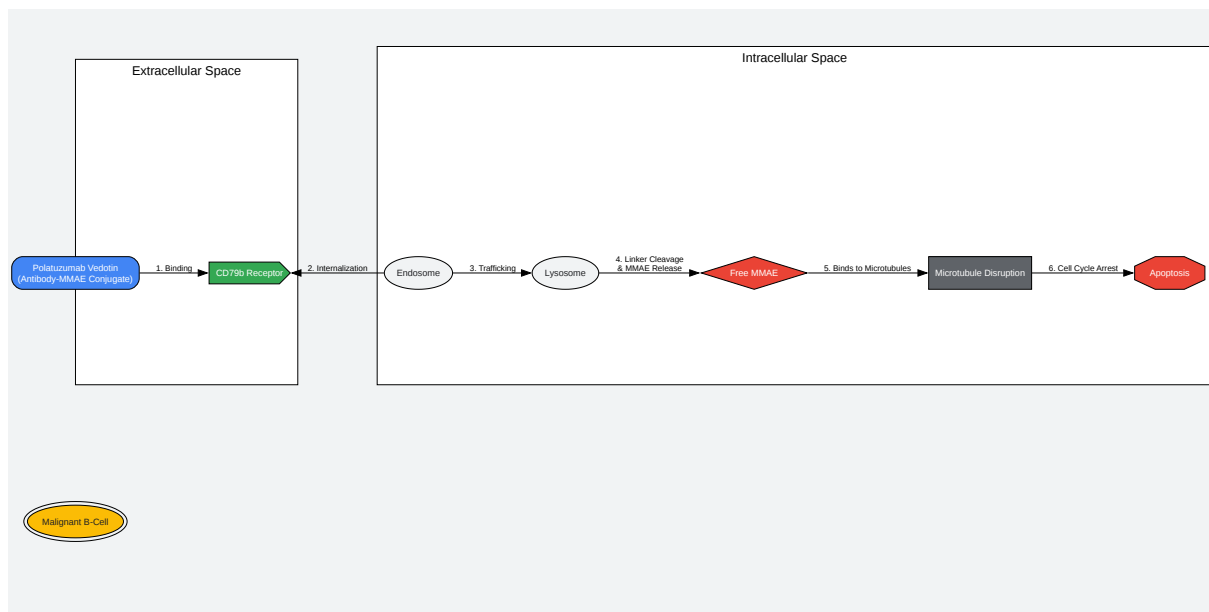 Extracellular Space
Intracellular Space
Polatuzumab Vedotin
(Antibody-MMAE Conjugate)
1. Binding
CD79b Receptor
2. Internalization
Endosome
3. Trafficking
Lysosome
4. Linker Cleavage
& MMAE Release
Free MMAE
5. Binds to Microtubules
Microtubule Disruption
6. Cell Cycle Arrest
Apoptosis
Malignant B-Cell